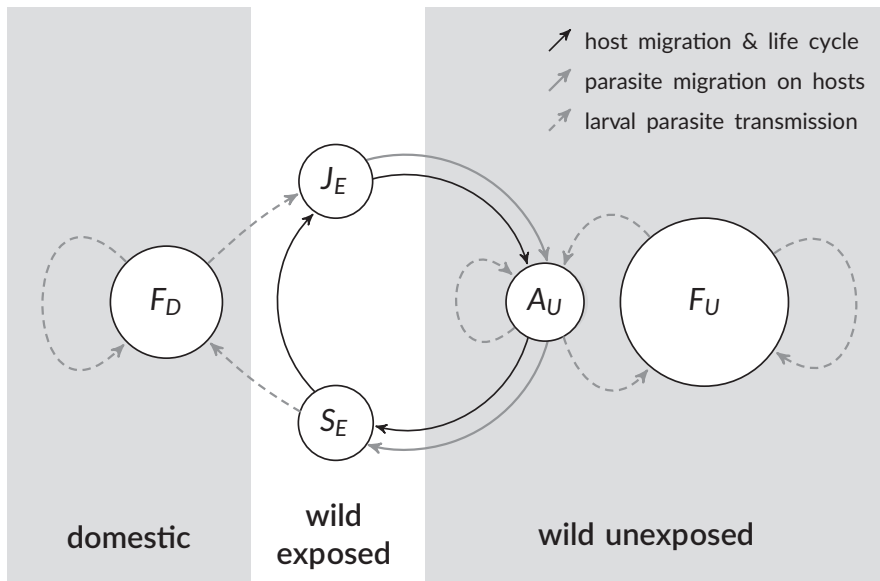 host migration & life cycle
parasite migration on hosts
larval parasite transmission
J_E
F_D
A_U
F_U
S_E
domestic
wild
exposed
wild unexposed